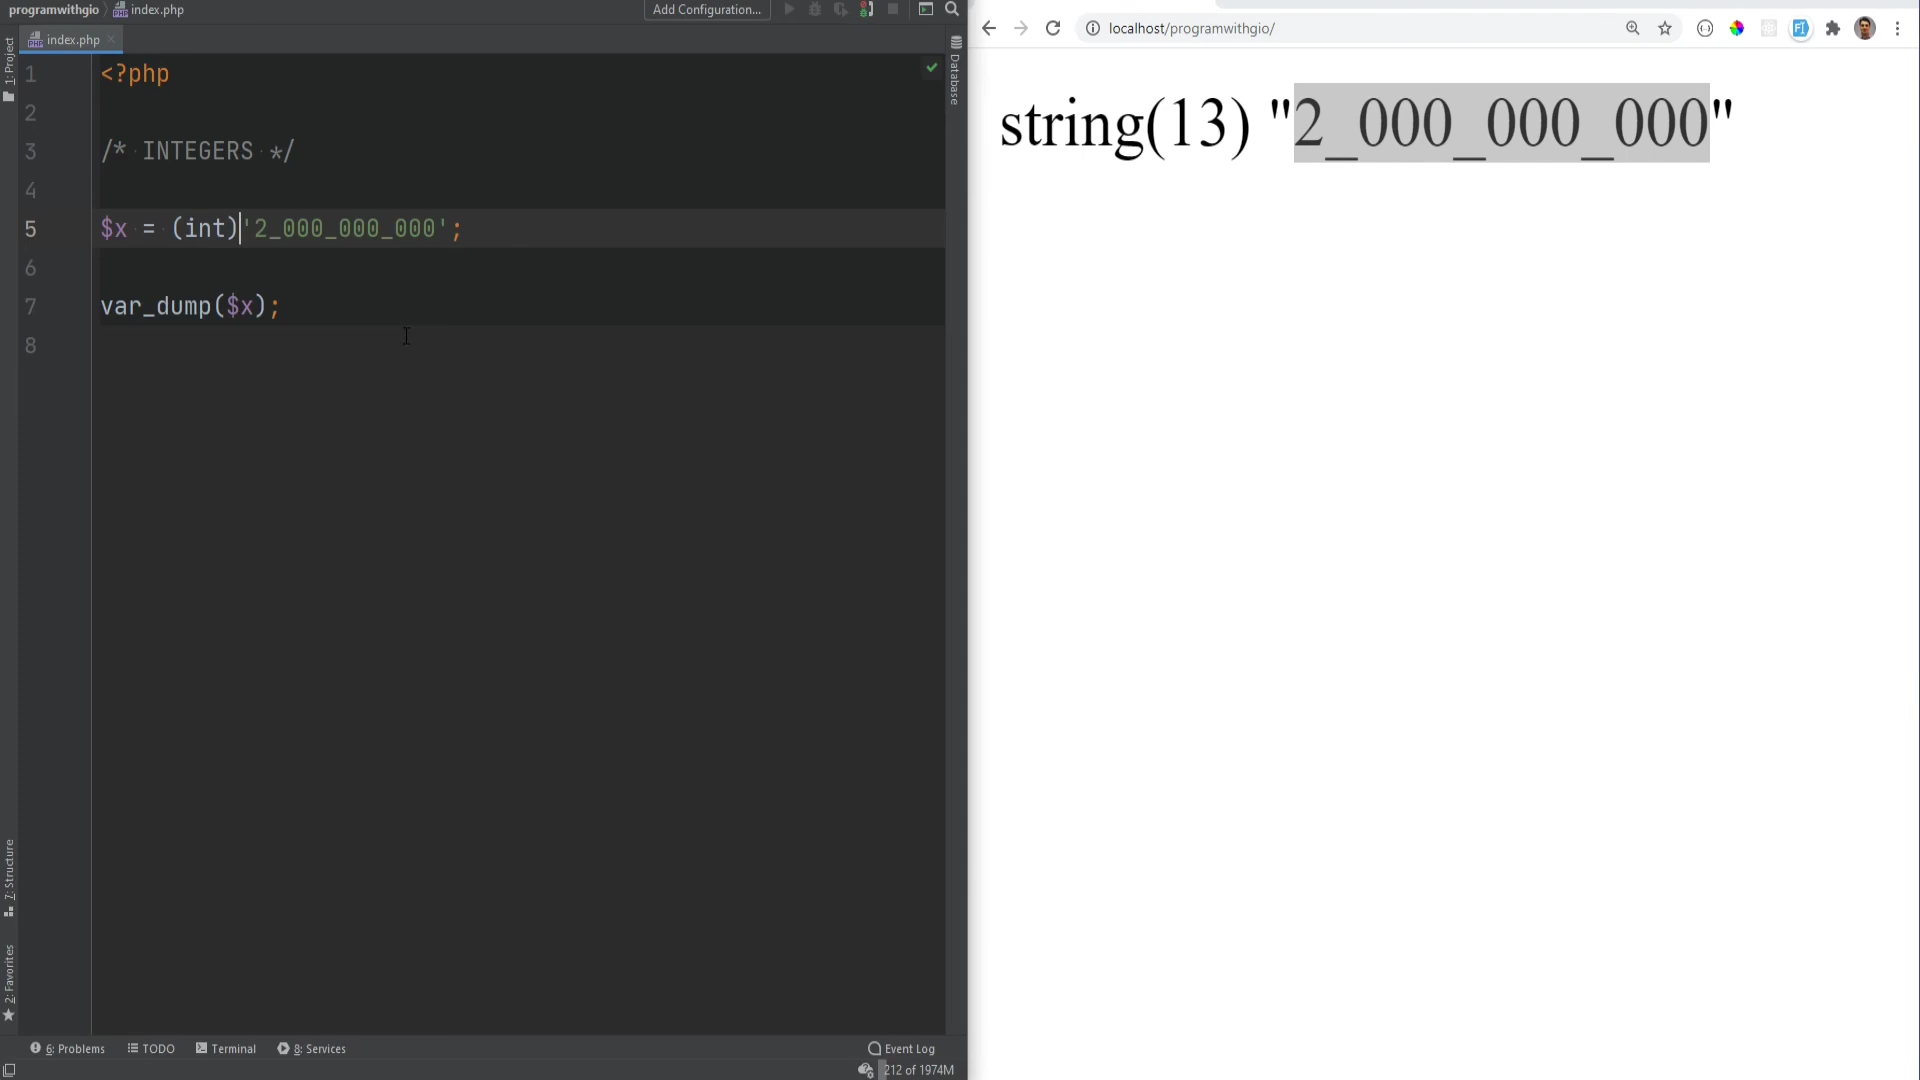 programwithgio index.php Add Configuration...
index.php
1: Project
Database
7: Structure
2: Favorites
1 <?php
2
3 /* INTEGERS */
4
5 $x = (int)'2_000_000_000';
6
7 var_dump($x);
8
6: Problems TODO Terminal 8: Services Event Log
212 of 1974M
localhost/programwithgio/
string(13) "2_000_000_000"